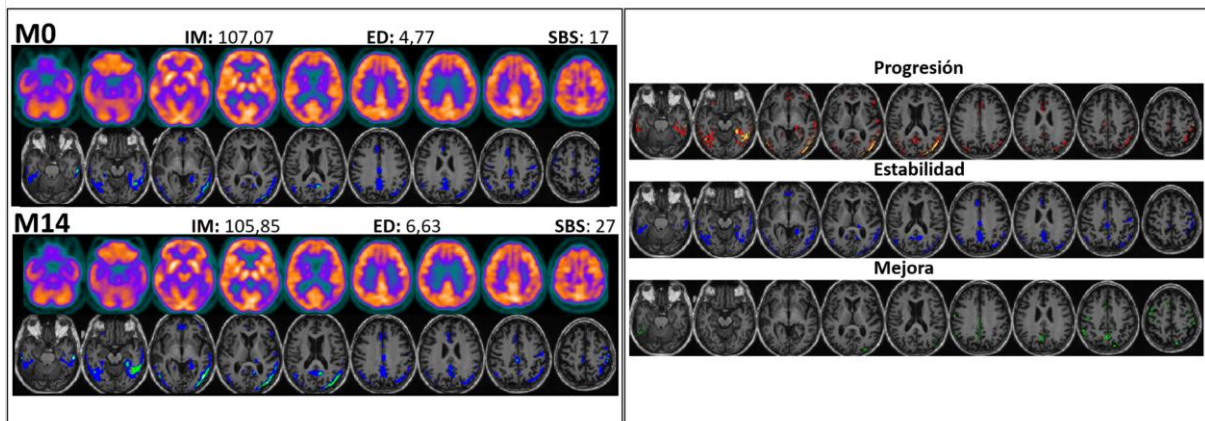 M0 IM: 107,07 ED: 4,77 SBS: 17
M14 IM: 105,85 ED: 6,63 SBS: 27
Progresión
Estabilidad
Mejora